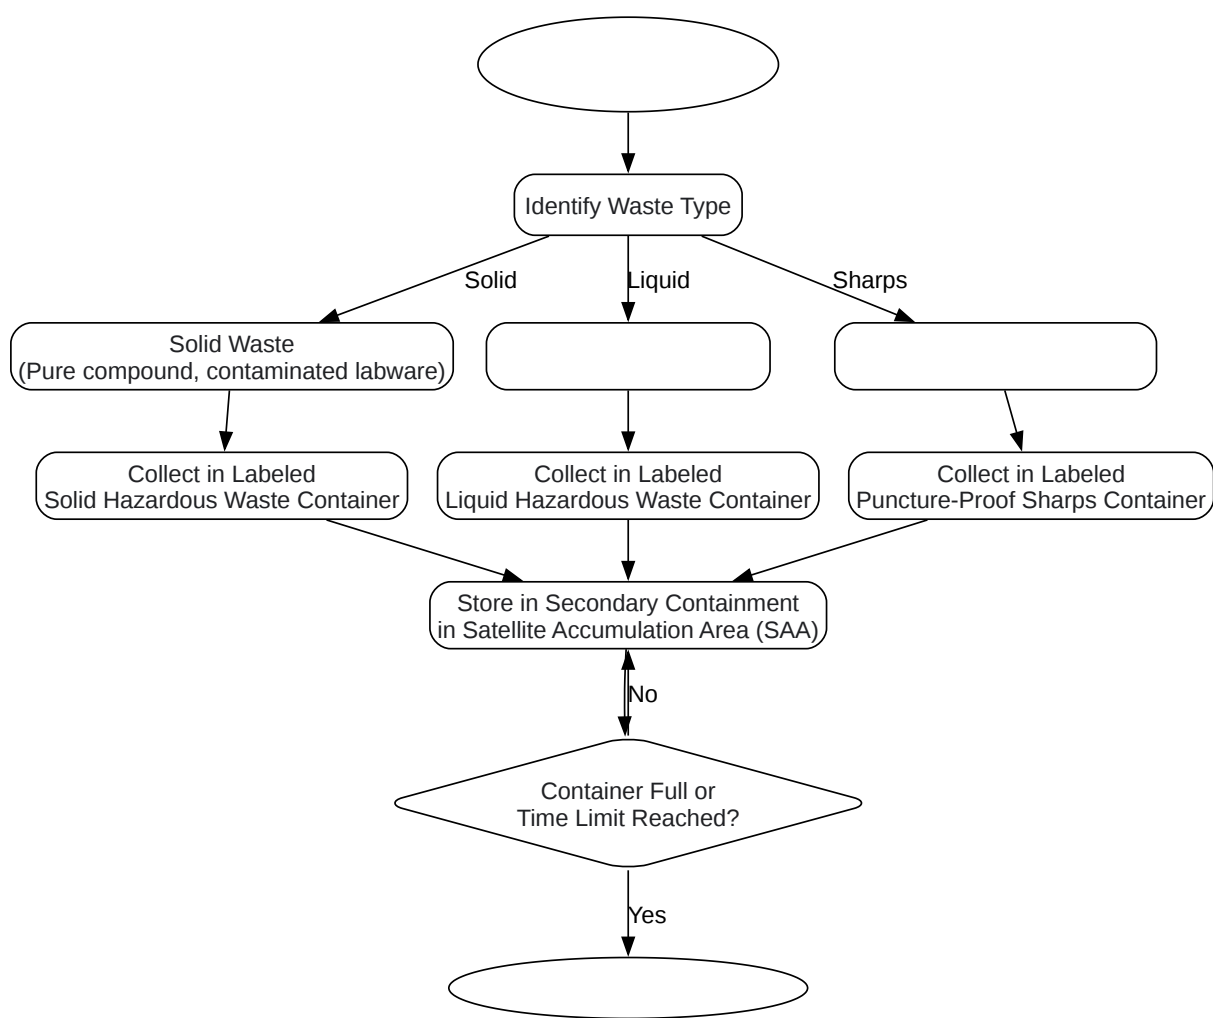 Identify Waste Type
Solid
Liquid
Sharps
Solid Waste
(Pure compound, contaminated labware)
Collect in Labeled
Solid Hazardous Waste Container
Collect in Labeled
Liquid Hazardous Waste Container
Collect in Labeled
Puncture-Proof Sharps Container
Store in Secondary Containment
in Satellite Accumulation Area (SAA)
No
Container Full or
Time Limit Reached?
Yes